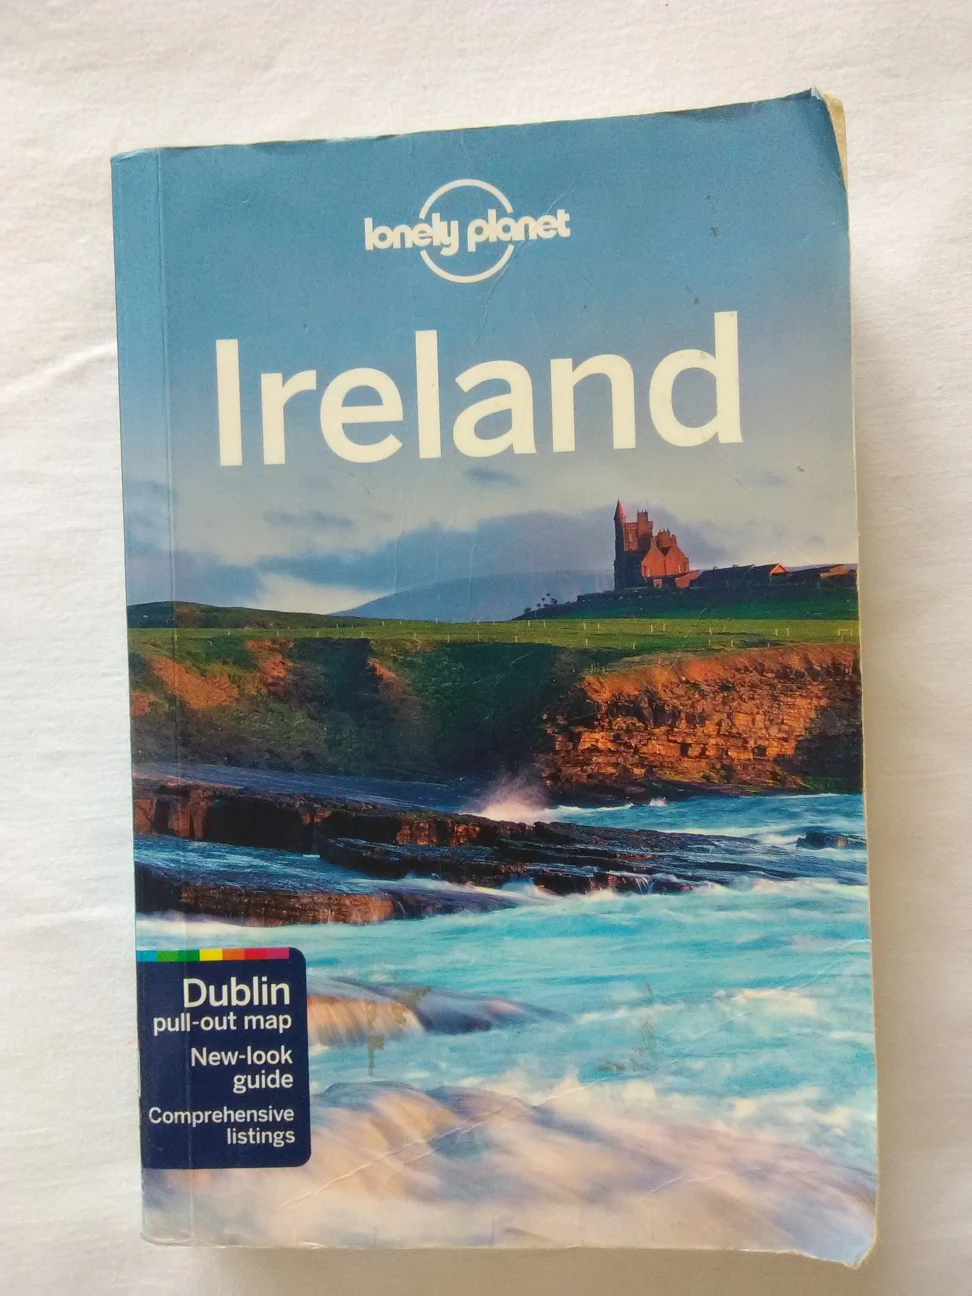 lonely planet
Ireland
Dublin
pull-out map
New-look
guide
Comprehensive
listings